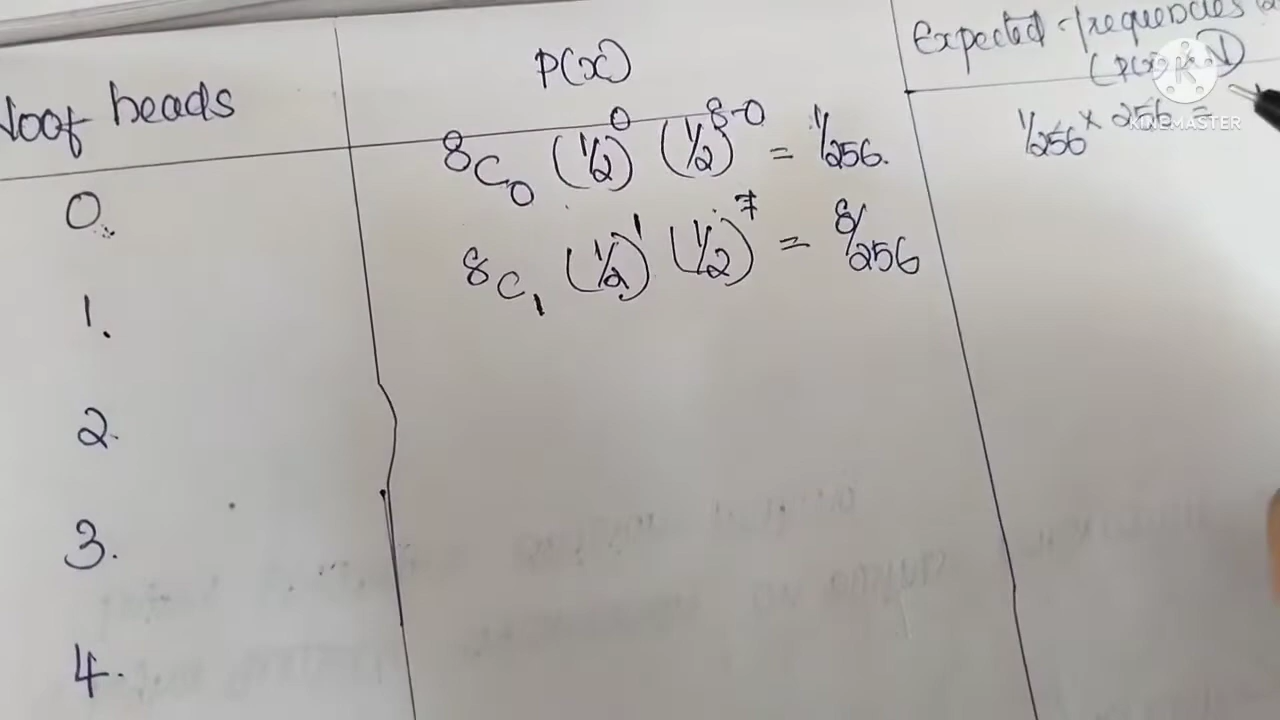 No of heads
P(x)
Expected frequencies
(P(x) × N)
0.
8C0 (1/2)^0 (1/2)^8-0 = 1/256.
1/256 × 256 =
KINEMASTER
1.
8C1 (1/2)^1 (1/2)^7 = 8/256
2.
3.
4.